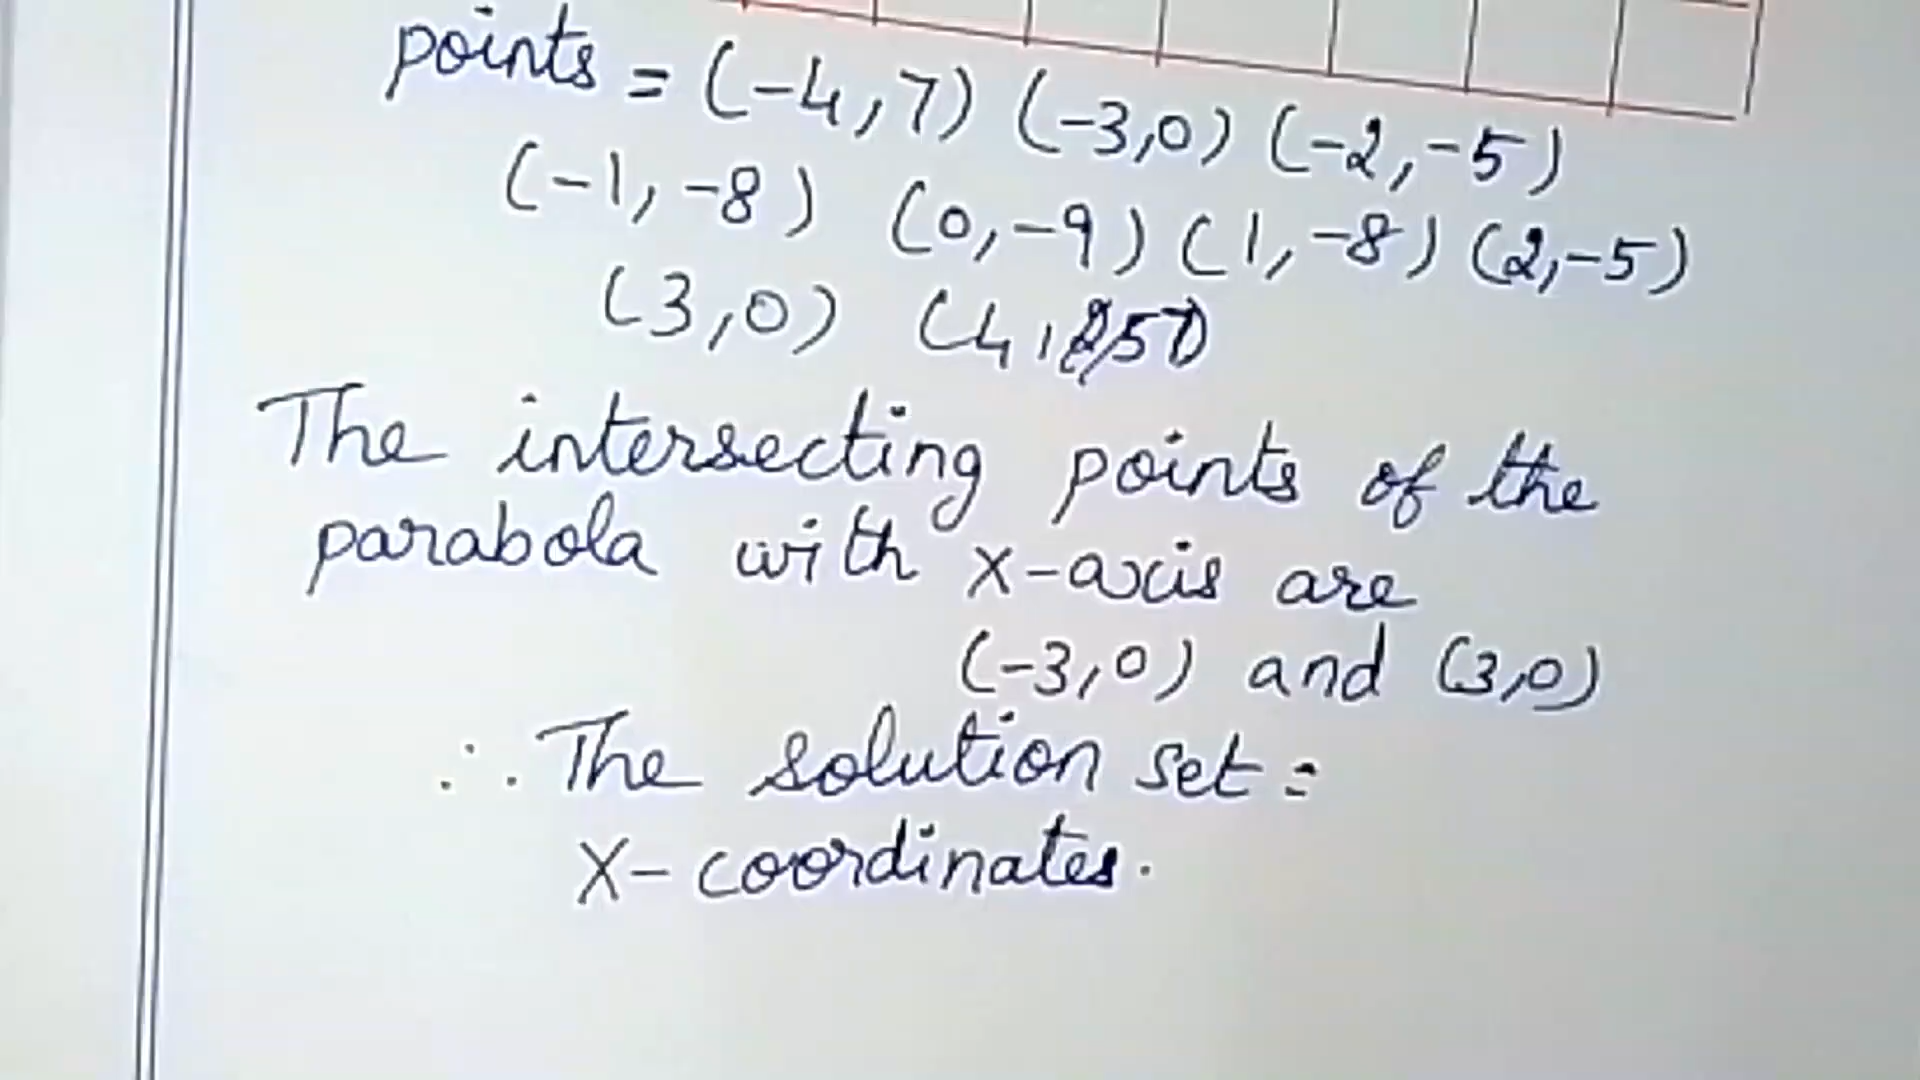 points = (-4,7) (-3,0) (-2,-5)
(-1,-8) (0,-9) (1,-8) (2,-5)
(3,0) (4,
The intersecting points of the
parabola with x-axis are
(-3,0) and (3,0)
∴ The solution set =
X-coordinates.